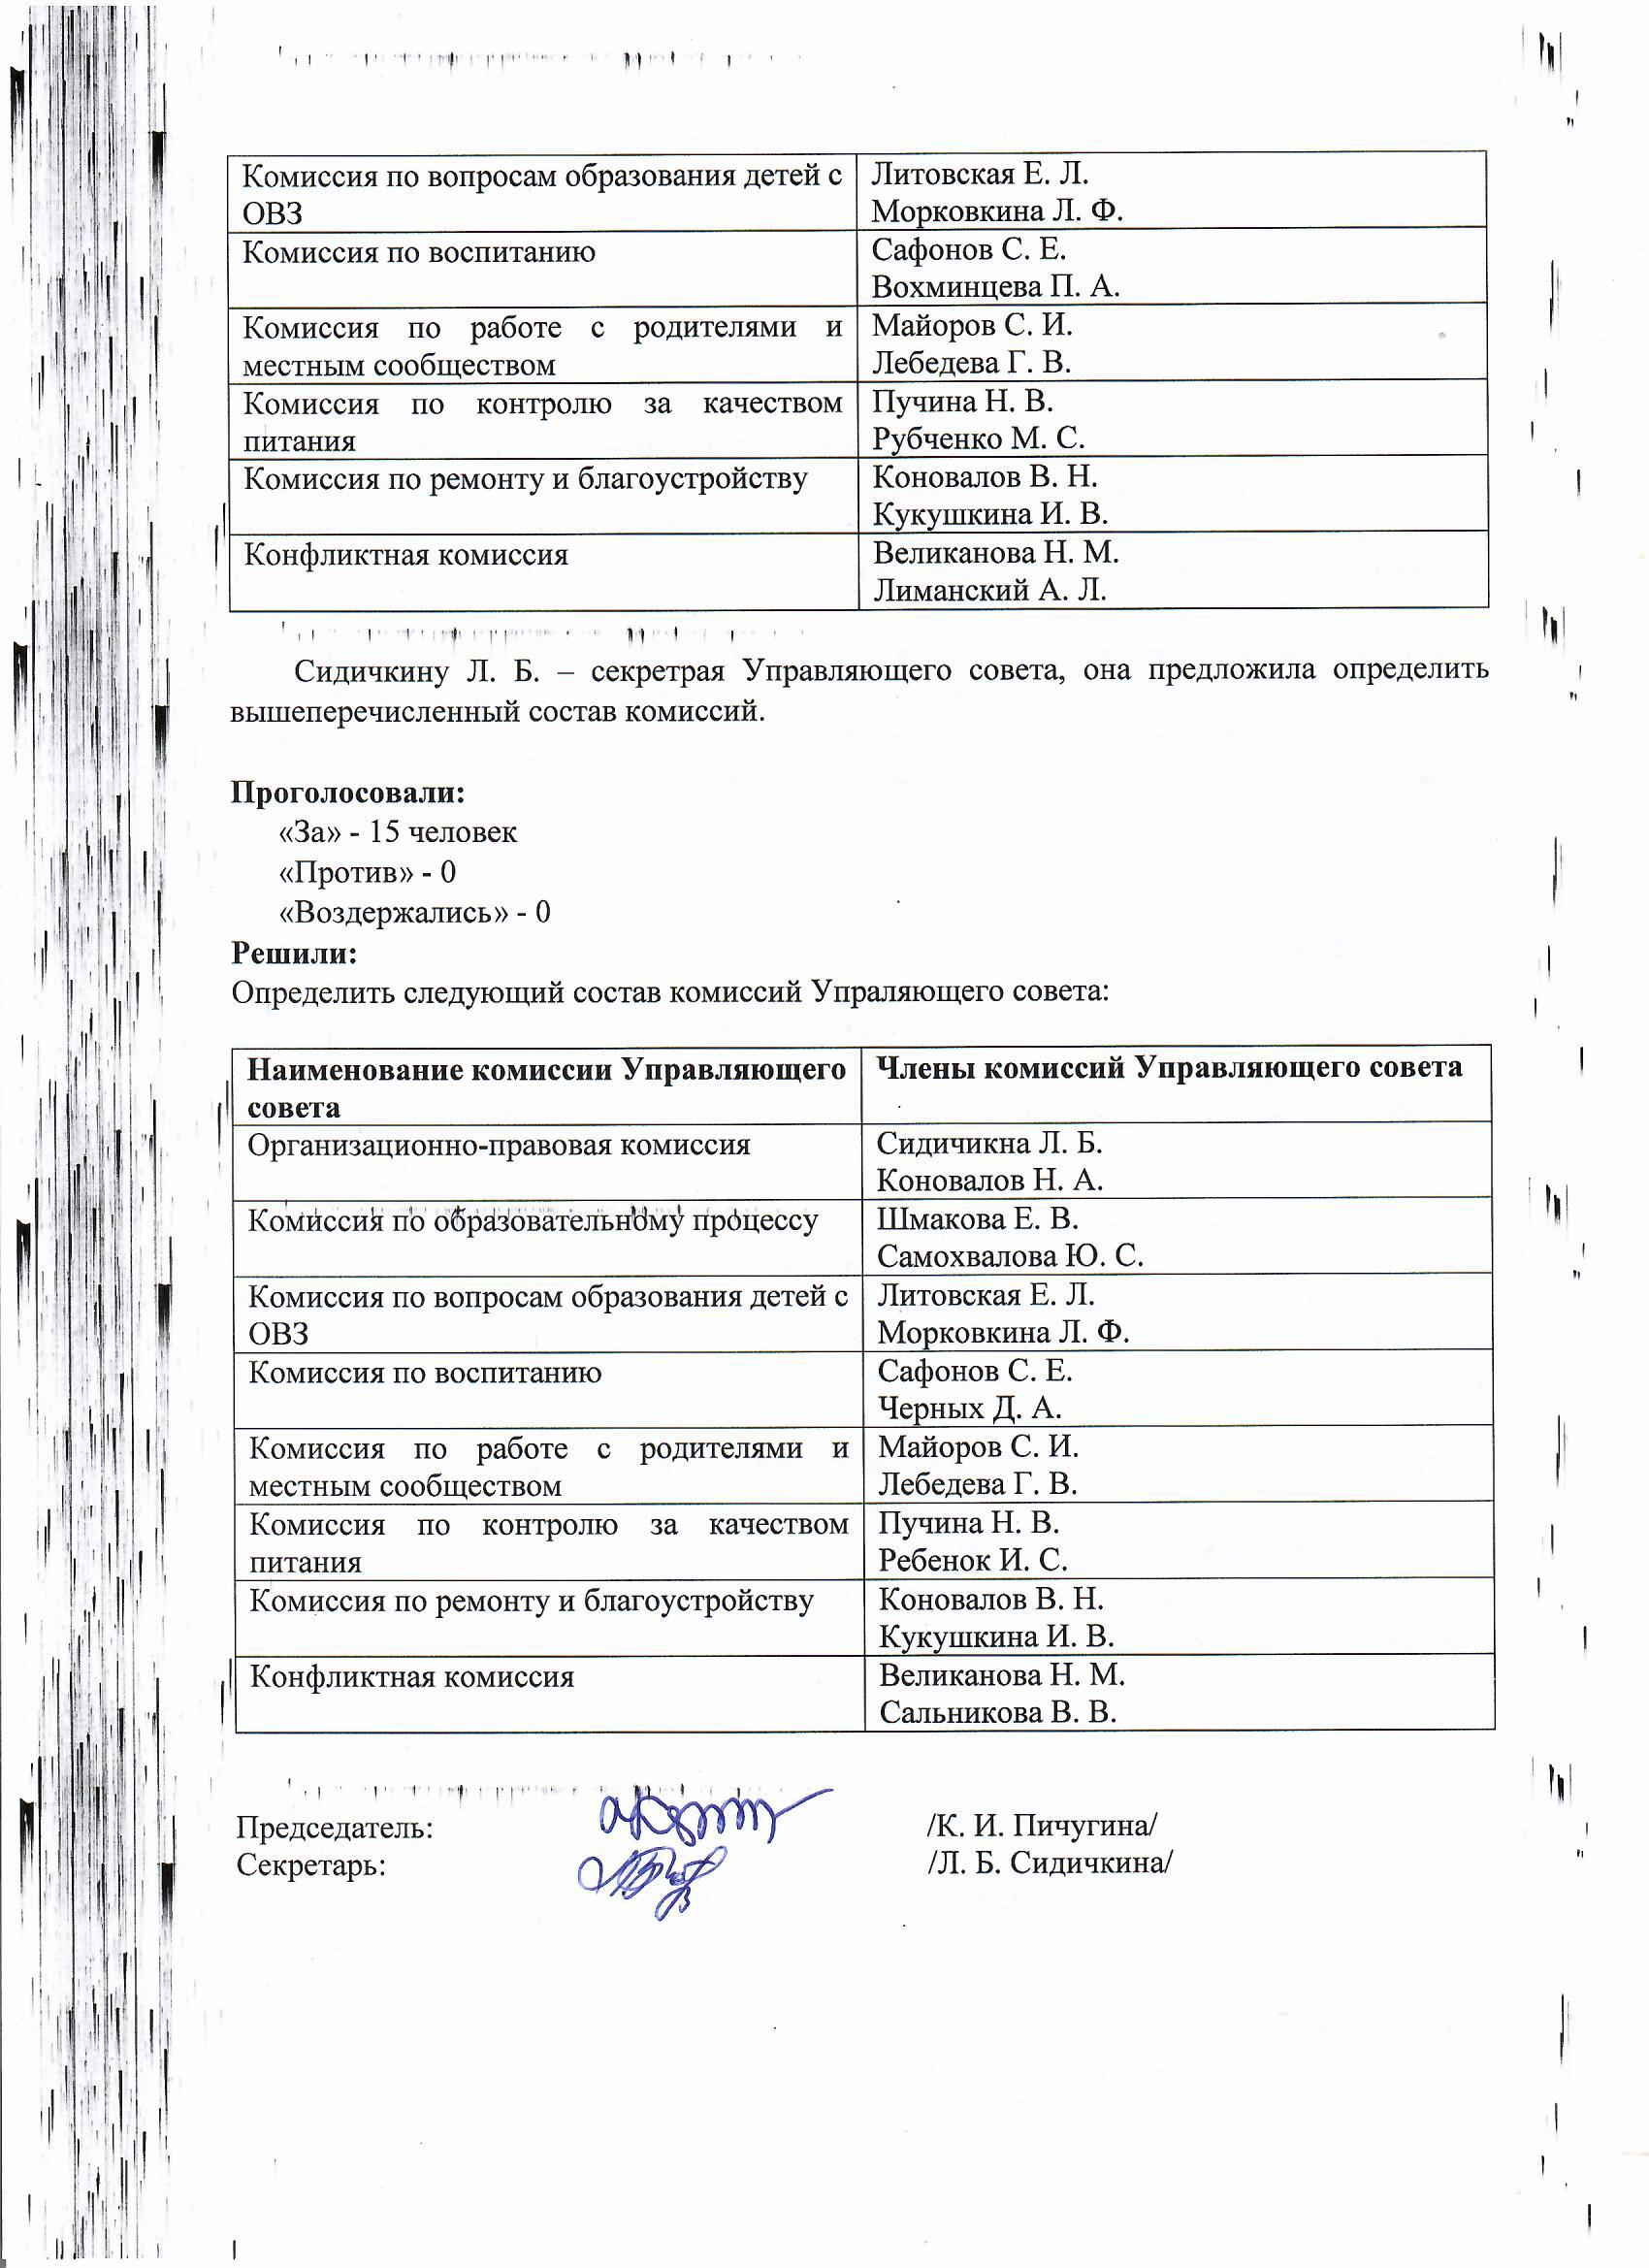 Комиссия по вопросам образования детей с
ОВЗ
Литовская Е. Л.
Морковкина Л. Ф.
Комиссия по воспитанию
Сафонов С. Е.
Вохминцева П. А.
Комиссия по работе с родителями и
местным сообществом
Майоров С. И.
Лебедева Г. В.
Комиссия по контролю за качеством
питания
Пучина Н. В.
Рубченко М. С.
Комиссия по ремонту и благоустройству
Коновалов В. Н.
Кукушкина И. В.
Конфликтная комиссия
Великанова Н. М.
Лиманский А. Л.
Сидичкину Л. Б. – секретрая Управляющего совета, она предложила определить
вышеперечисленный состав комиссий.
Проголосовали:
«За» - 15 человек
«Против» - 0
«Воздержались» - 0
Решили:
Определить следующий состав комиссий Упраляющего совета:
Наименование комиссии Управляющего
совета
Члены комиссий Управляющего совета
Организационно-правовая комиссия
Сидичикна Л. Б.
Коновалов Н. А.
Комиссия по образовательному процессу
Шмакова Е. В.
Самохвалова Ю. С.
Комиссия по вопросам образования детей с
ОВЗ
Литовская Е. Л.
Морковкина Л. Ф.
Комиссия по воспитанию
Сафонов С. Е.
Черных Д. А.
Комиссия по работе с родителями и
местным сообществом
Майоров С. И.
Лебедева Г. В.
Комиссия по контролю за качеством
питания
Пучина Н. В.
Ребенок И. С.
Комиссия по ремонту и благоустройству
Коновалов В. Н.
Кукушкина И. В.
Конфликтная комиссия
Великанова Н. М.
Сальникова В. В.
Председатель: /К. И. Пичугина/
Секретарь: /Л. Б. Сидичкина/